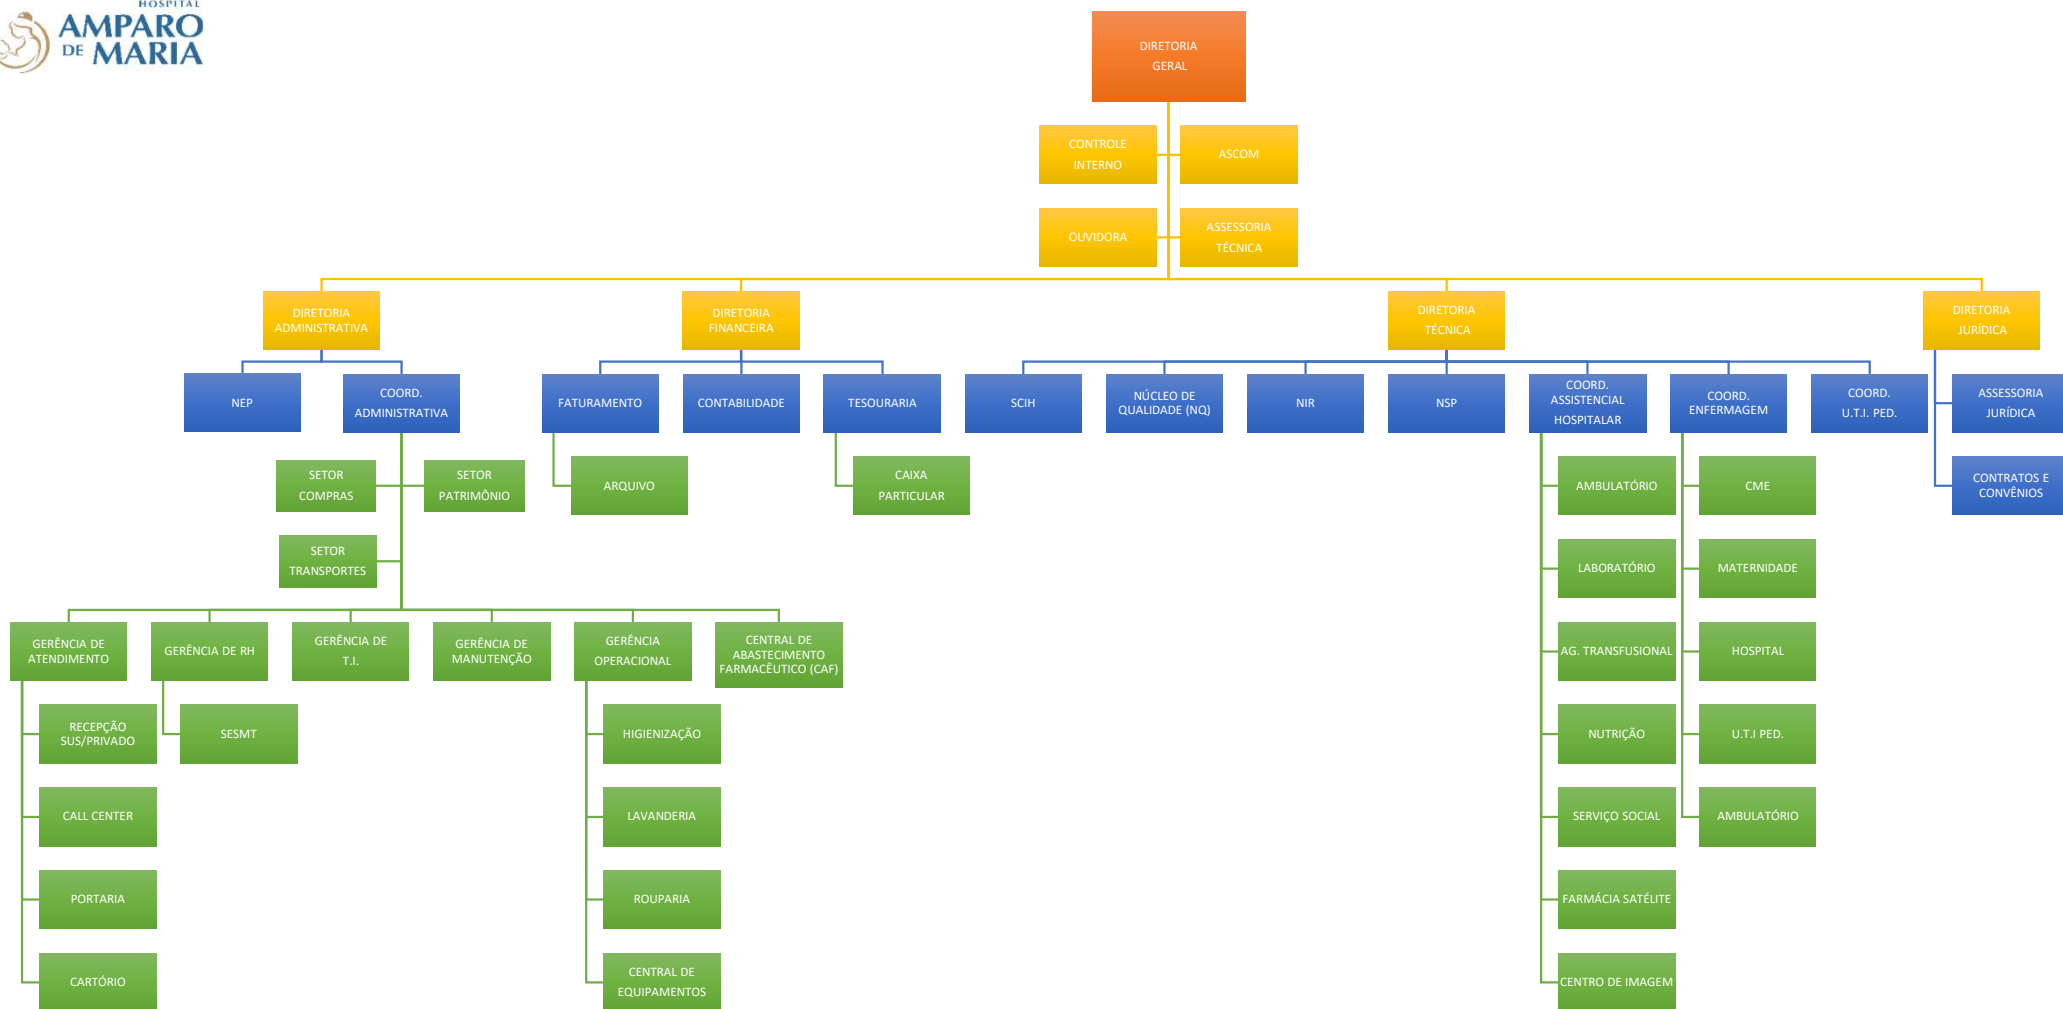 HOSPITAL
AMPARO
DE MARIA
DIRETORIA
GERAL
CONTROLE
INTERNO
ASCOM
OUVIDORA
ASSESSORIA
TÉCNICA
DIRETORIA
ADMINISTRATIVA
DIRETORIA
FINANCEIRA
DIRETORIA
TÉCNICA
DIRETORIA
JURÍDICA
NEP
COORD.
ADMINISTRATIVA
FATURAMENTO
CONTABILIDADE
TESOURARIA
SCIH
NÚCLEO DE
QUALIDADE (NQ)
NIR
NSP
COORD.
ASSISTENCIAL
HOSPITALAR
COORD.
ENFERMAGEM
COORD.
U.T.I. PED.
ASSESSORIA
JURÍDICA
SETOR
COMPRAS
SETOR
PATRIMÔNIO
ARQUIVO
CAIXA
PARTICULAR
AMBULATÓRIO
CME
CONTRATOS E
CONVÊNIOS
SETOR
TRANSPORTES
LABORATÓRIO
MATERNIDADE
GERÊNCIA DE
ATENDIMENTO
GERÊNCIA DE RH
GERÊNCIA DE
T.I.
GERÊNCIA DE
MANUTENÇÃO
GERÊNCIA
OPERACIONAL
CENTRAL DE
ABASTECIMENTO
FARMACÊUTICO (CAF)
AG. TRANSFUSIONAL
HOSPITAL
RECEPÇÃO
SUS/PRIVADO
SESMT
HIGIENIZAÇÃO
NUTRIÇÃO
U.T.I PED.
CALL CENTER
LAVANDERIA
SERVIÇO SOCIAL
AMBULATÓRIO
PORTARIA
ROUPARIA
FARMÁCIA SATÉLITE
CARTÓRIO
CENTRAL DE
EQUIPAMENTOS
CENTRO DE IMAGEM